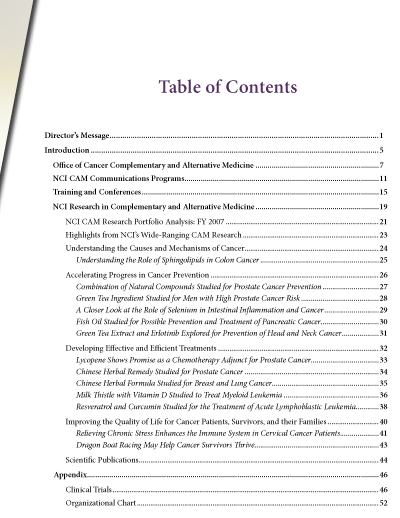 Table of Contents
Director's Message 1
Introduction 5
Office of Cancer Complementary and Alternative Medicine 7
NCI CAM Communications Programs 11
Training and Conferences 15
NCI Research in Complementary and Alternative Medicine 19
NCI CAM Research Portfolio Analysis: FY 2007 21
Highlights from NCI's Wide-Ranging CAM Research 23
Understanding the Causes and Mechanisms of Cancer 24
Understanding the Role of Sphingolipids in Colon Cancer 25
Accelerating Progress in Cancer Prevention 26
Combination of Natural Compounds Studied for Prostate Cancer Prevention 27
Green Tea Ingredient Studied for Men with High Prostate Cancer Risk 28
A Closer Look at the Role of Selenium in Intestinal Inflammation and Cancer 29
Fish Oil Studied for Possible Prevention and Treatment of Pancreatic Cancer 30
Green Tea Extract and Erlotinib Explored for Prevention of Head and Neck Cancer 31
Developing Effective and Efficient Treatments 32
Lycopene Shows Promise as a Chemotherapy Adjunct for Prostate Cancer 33
Chinese Herbal Remedy Studied for Prostate Cancer 34
Chinese Herbal Formula Studied for Breast and Lung Cancer 35
Milk Thistle with Vitamin D Studied to Treat Myeloid Leukemia 36
Resveratrol and Curcumin Studied for the Treatment of Acute Lymphoblastic Leukemia 38
Improving the Quality of Life for Cancer Patients, Survivors, and their Families 40
Relieving Chronic Stress Enhances the Immune System in Cervical Cancer Patients 41
Dragon Boat Racing May Help Cancer Survivors Thrive 43
Scientific Publications 44
Appendix 46
Clinical Trials 46
Organizational Chart 52